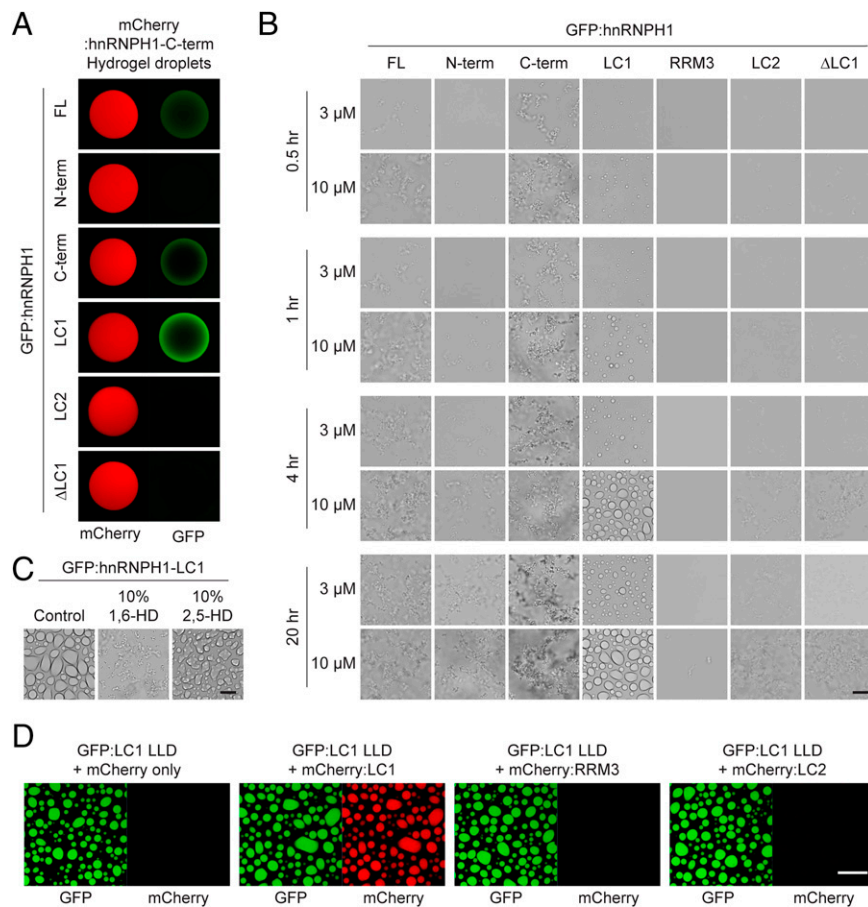 A
mCherry
:hnRNPH1-C-term
Hydrogel droplets
GFP:hnRNPH1
FL
N-term
C-term
LC1
LC2
ΔLC1
mCherry GFP
B
GFP:hnRNPH1
FL N-term C-term LC1 RRM3 LC2 ΔLC1
0.5 hr
3 µM
10 µM
1 hr
3 µM
10 µM
4 hr
3 µM
10 µM
20 hr
3 µM
10 µM
C
GFP:hnRNPH1-LC1
Control 10% 1,6-HD 10% 2,5-HD
D
GFP:LC1 LLD GFP:LC1 LLD GFP:LC1 LLD GFP:LC1 LLD
+ mCherry only + mCherry:LC1 + mCherry:RRM3 + mCherry:LC2
GFP mCherry GFP mCherry GFP mCherry GFP mCherry